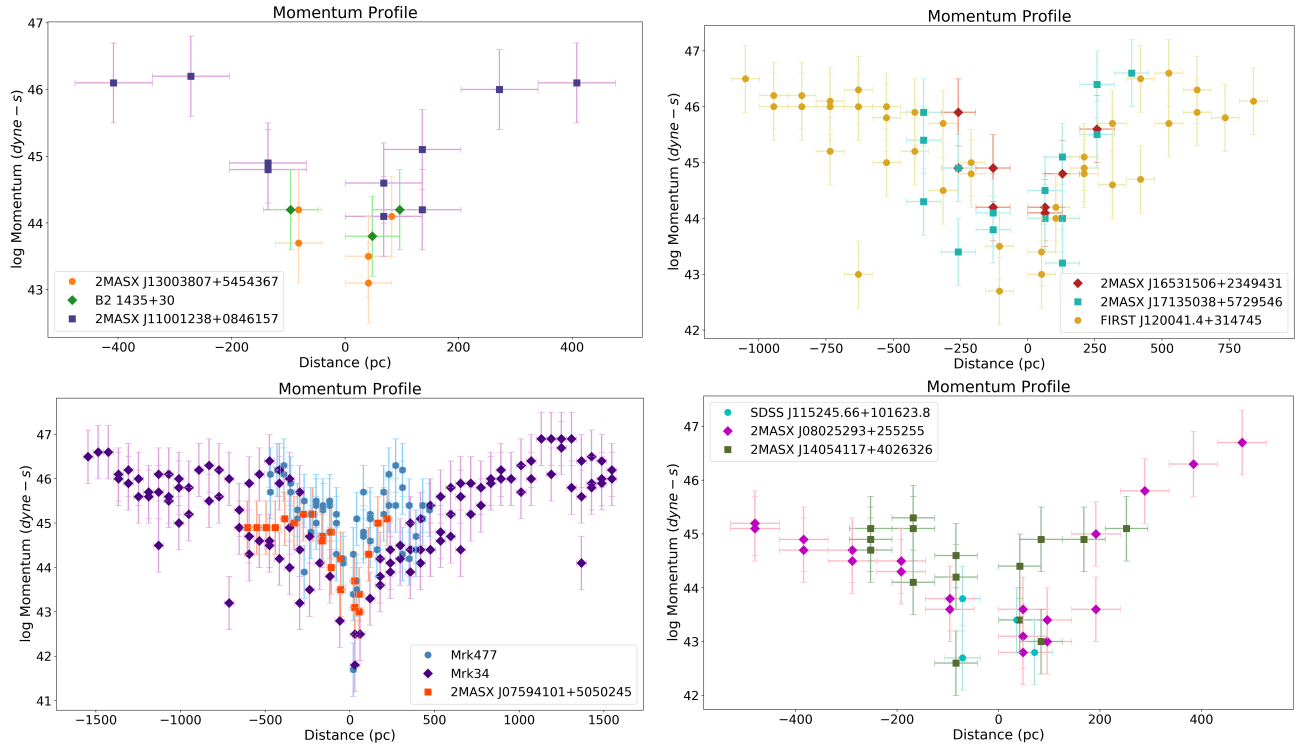 Momentum Profile
log Momentum (dyne − s)
47
46
45
44
43
2MASX J13003807+5454367
B2 1435+30
2MASX J11001238+0846157
−400 −200 0 200 400
Distance (pc)
Momentum Profile
log Momentum (dyne − s)
47
46
45
44
43
42
2MASX J16531506+2349431
2MASX J17135038+5729546
FIRST J120041.4+314745
−1000 −750 −500 −250 0 250 500 750
Distance (pc)
Momentum Profile
log Momentum (dyne − s)
47
46
45
44
43
42
41
Mrk477
Mrk34
2MASX J07594101+5050245
−1500 −1000 −500 0 500 1000 1500
Distance (pc)
Momentum Profile
log Momentum (dyne − s)
SDSS J115245.66+101623.8
2MASX J08025293+255255
2MASX J14054117+4026326
47
46
45
44
43
42
−400 −200 0 200 400
Distance (pc)